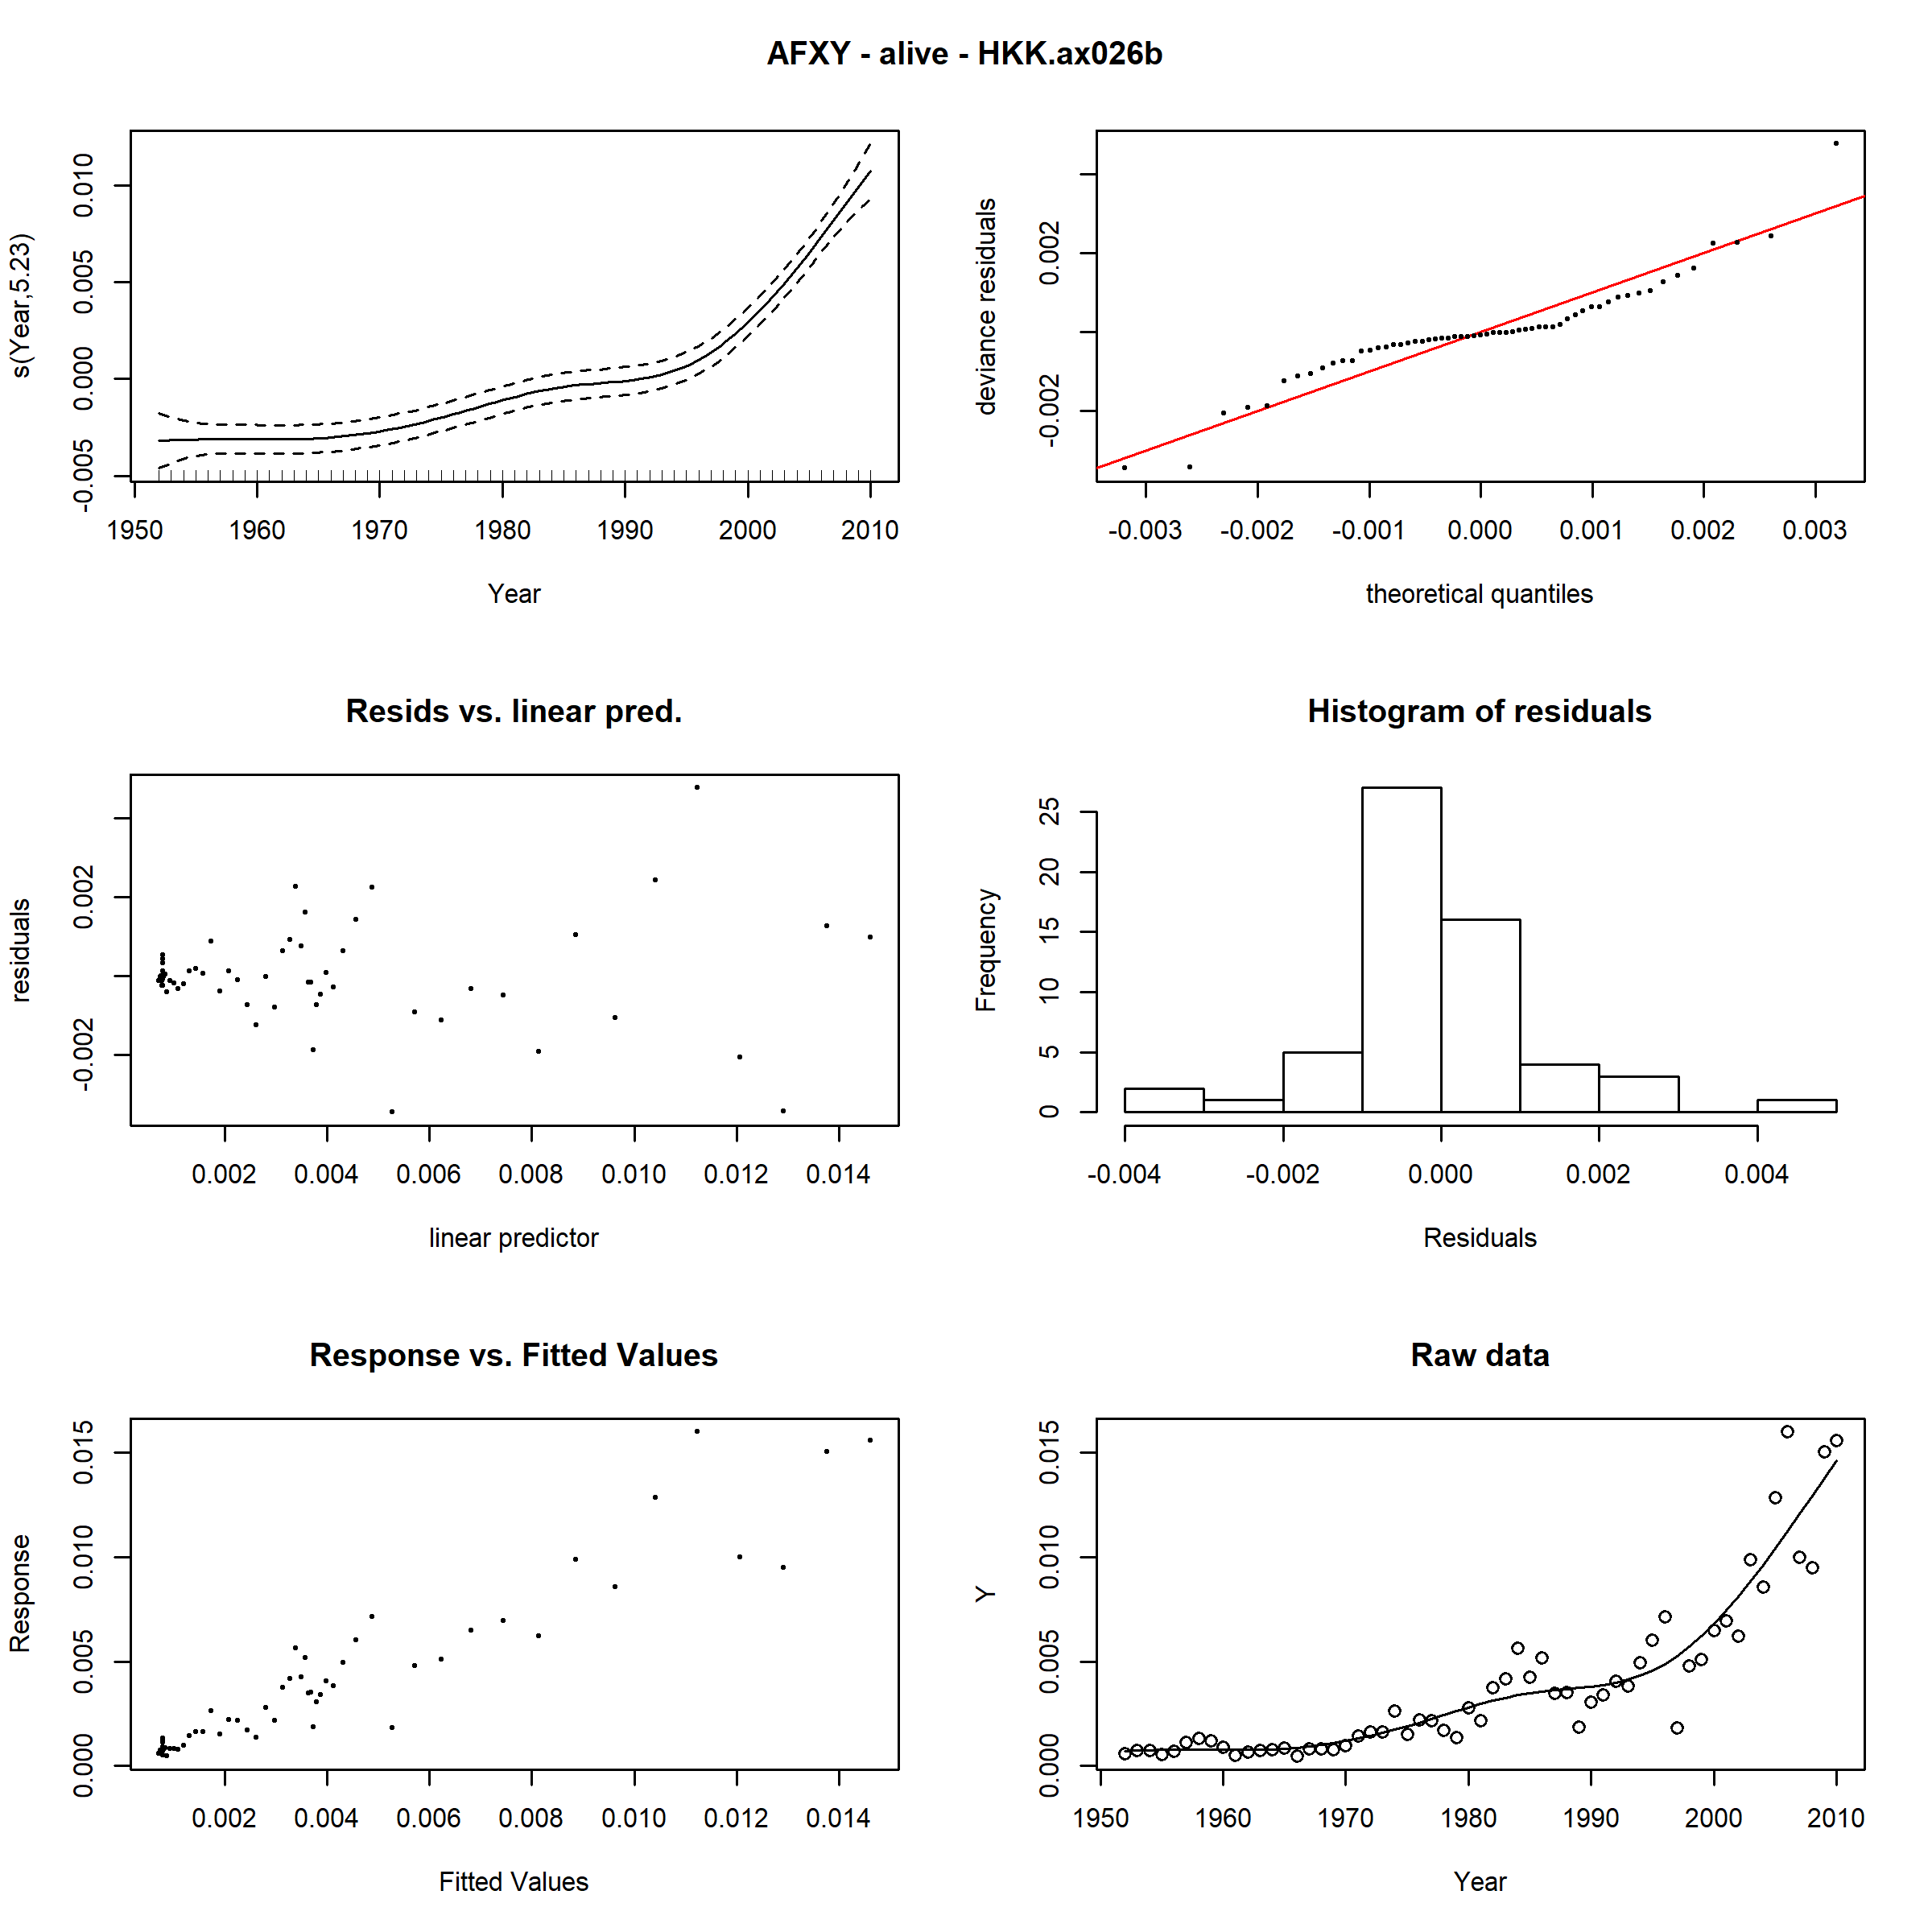 AFXY - alive - HKK.ax026b
s(Year,5.23)
-0.005 0.000 0.005 0.010
1950 1960 1970 1980 1990 2000 2010
Year
deviance residuals
-0.002 0.002
-0.003 -0.002 -0.001 0.000 0.001 0.002 0.003
theoretical quantiles
Resids vs. linear pred.
residuals
-0.002 0.002
0.002 0.004 0.006 0.008 0.010 0.012 0.014
linear predictor
Histogram of residuals
Frequency
0 5 10 15 20 25
-0.004 -0.002 0.000 0.002 0.004
Residuals
Response vs. Fitted Values
Response
0.000 0.005 0.010 0.015
0.002 0.004 0.006 0.008 0.010 0.012 0.014
Fitted Values
Raw data
Y
0.000 0.005 0.010 0.015
1950 1960 1970 1980 1990 2000 2010
Year